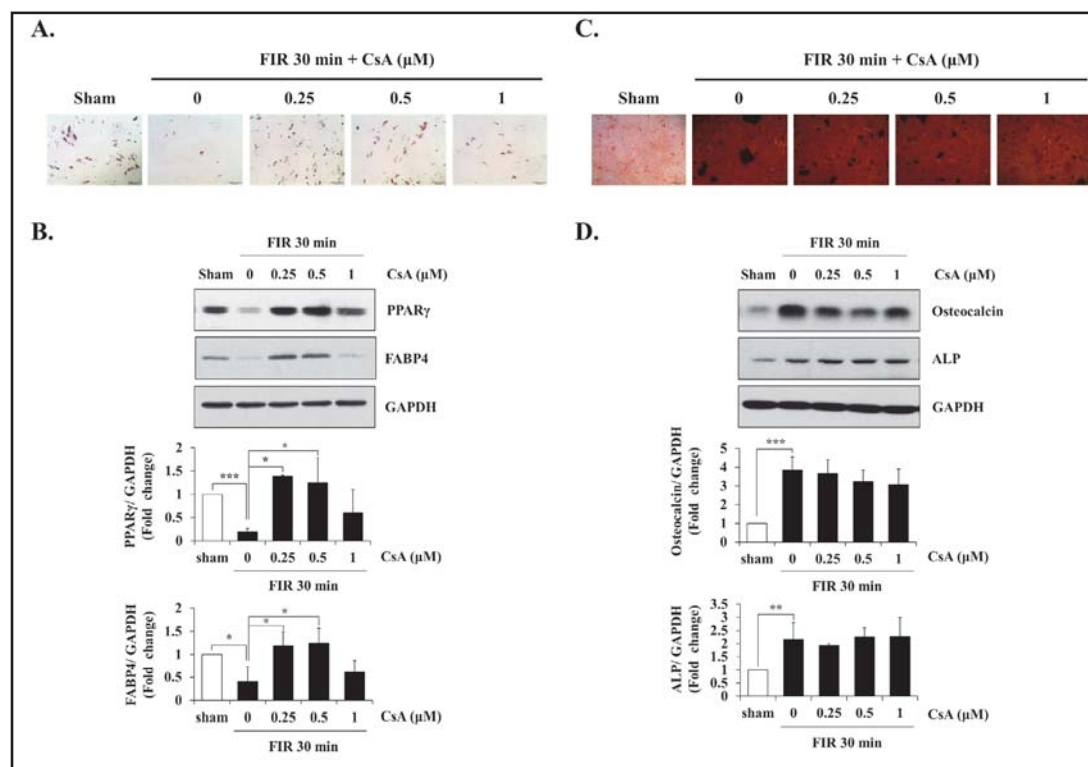 A.
FIR 30 min + CsA (µM)
Sham 0 0.25 0.5 1
B.
FIR 30 min
Sham 0 0.25 0.5 1 CsA (µM)
PPARγ
FABP4
GAPDH
PPARγ/ GAPDH
(Fold change)
2
1.5
1
0.5
0
***
*
*
sham 0 0.25 0.5 1 CsA (µM)
FIR 30 min
FABP4/ GAPDH
(Fold change)
2
1.5
1
0.5
0
*
*
*
sham 0 0.25 0.5 1 CsA (µM)
FIR 30 min
C.
FIR 30 min + CsA (µM)
Sham 0 0.25 0.5 1
D.
FIR 30 min
Sham 0 0.25 0.5 1 CsA (µM)
Osteocalcin
ALP
GAPDH
Osteocalcin/ GAPDH
(Fold change)
5
4
3
2
1
0
***
sham 0 0.25 0.5 1 CsA (µM)
FIR 30 min
ALP/ GAPDH
(Fold change)
3.5
3
2.5
2
1.5
1
0.5
0
**
sham 0 0.25 0.5 1 CsA (µM)
FIR 30 min